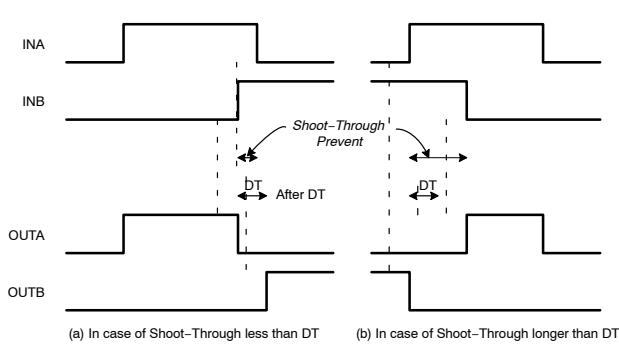 INA
INB
Shoot−Through
Prevent
DT
After DT
DT
OUTA
OUTB
(a) In case of Shoot−Through less than DT
(b) In case of Shoot−Through longer than DT